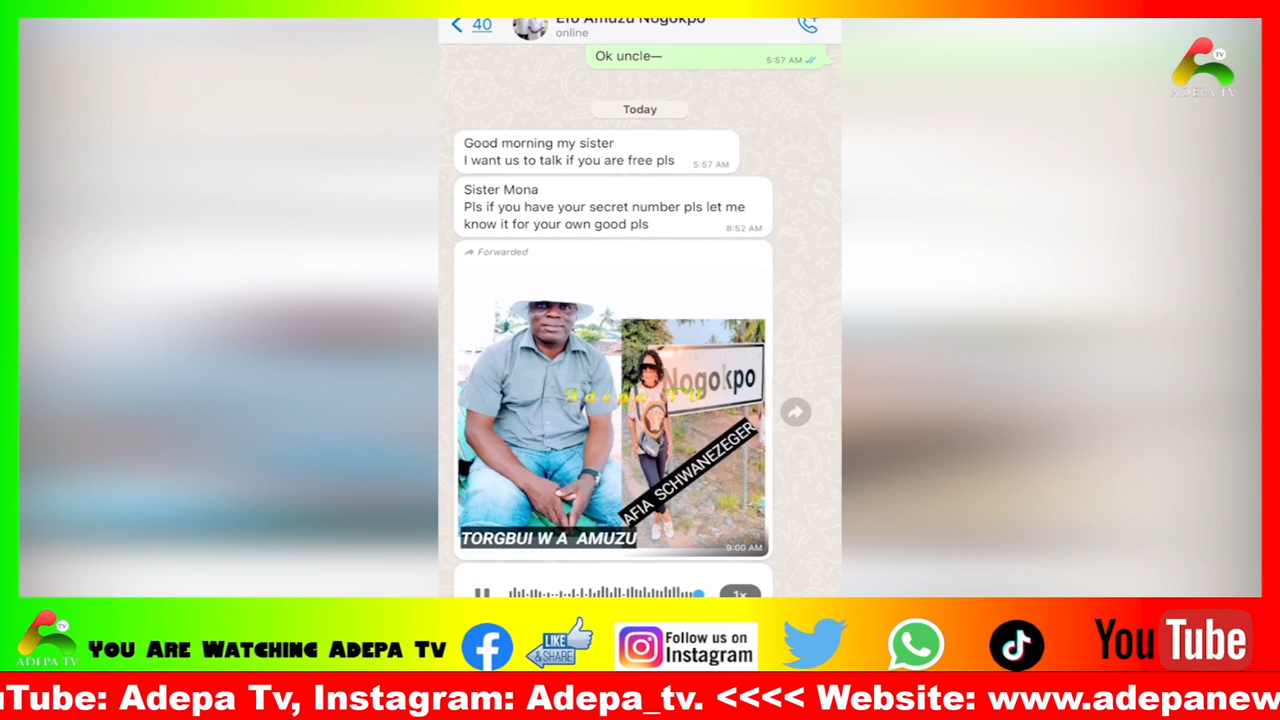 40
Efo Amuzu Nogokpo
online
Ok uncle—
5:57 AM
Today
Good morning my sister
I want us to talk if you are free pls
5:57 AM
Sister Mona
Pls if you have your secret number pls let me
know it for your own good pls
8:52 AM
Forwarded
Nogokpo
Adepa TV
AFIA SCHWANEZEGER
TORGBUI W A AMUZU
9:00 AM
1x
TV
ADEPA TV
TV
ADEPA TV
You Are Watching Adepa Tv
LIKE
& SHARE
Follow us on
Instagram
YouTube
uTube: Adepa Tv, Instagram: Adepa_tv. <<<< Website: www.adepanew